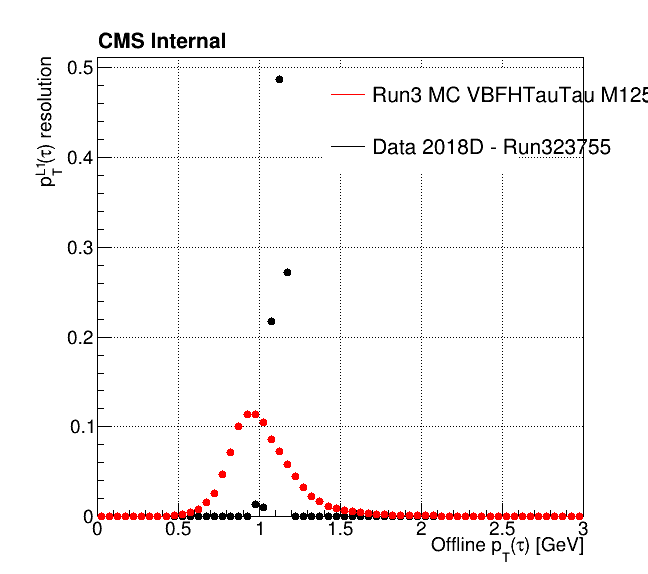 CMS Internal
p_T^L1(τ) resolution
0.5
0.4
0.3
0.2
0.1
0
Run3 MC VBFHTauTau M125
Data 2018D - Run323755
0 0.5 1 1.5 2 2.5 3
Offline p_T(τ) [GeV]